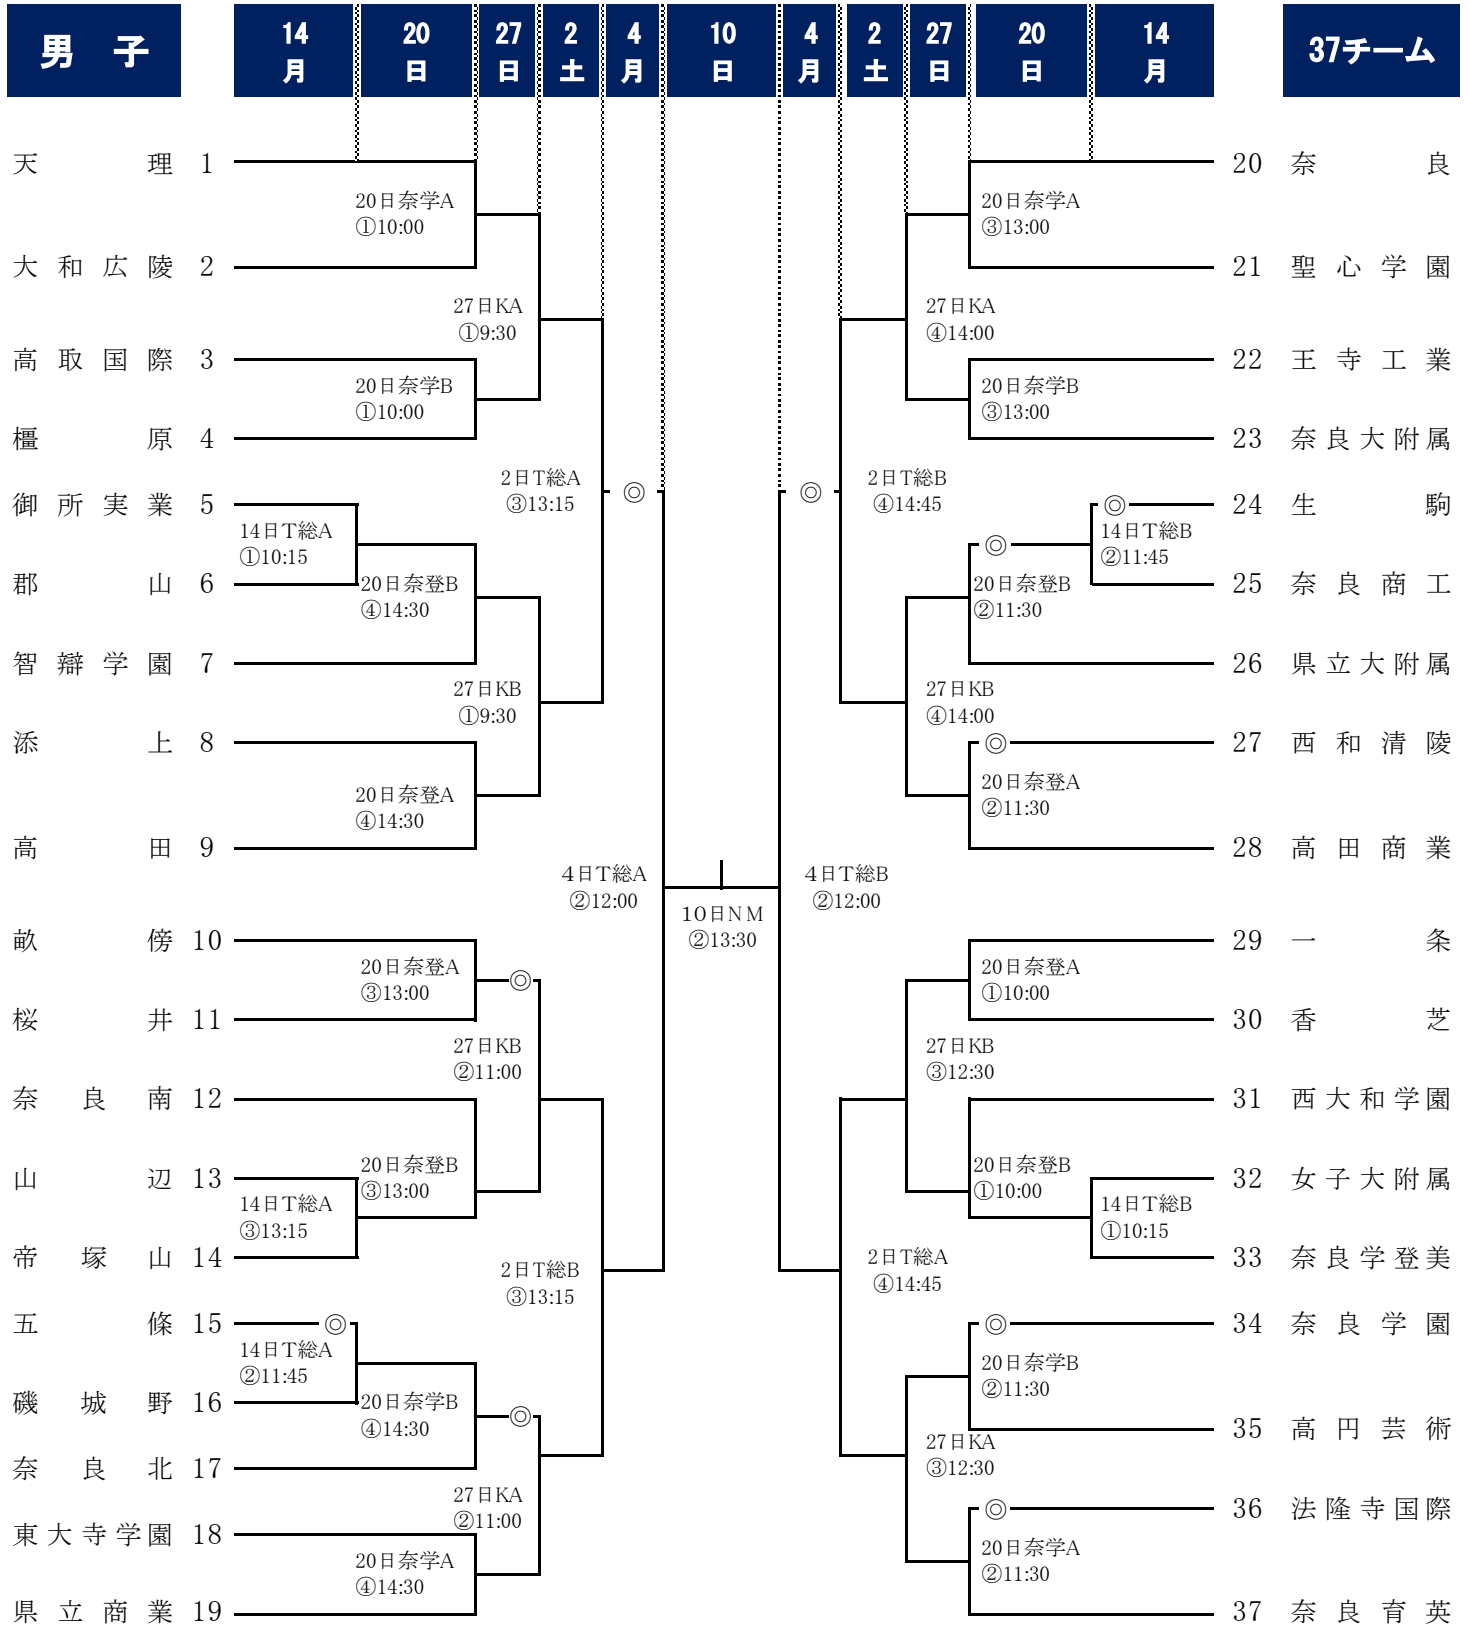 男 子
14 月
20 日
27 日
2 土
4 月
10 日
4 月
2 土
27 日
20 日
14 月
37チーム
天理 1
大和広陵 2
高取国際 3
橿原 4
御所実業 5
郡山 6
智辯学園 7
添上 8
高田 9
畝傍 10
桜井 11
奈良南 12
山辺 13
帝塚山 14
五條 15
磯城野 16
奈良北 17
東大寺学園 18
県立商業 19
20日奈学A
①10:00
27日KA
①9:30
20日奈学B
①10:00
2日T総A
③13:15
◎
14日T総A
①10:15
20日奈登B
④14:30
27日KB
①9:30
20日奈登A
④14:30
4日T総A
②12:00
20日奈登A
③13:00
◎
27日KB
②11:00
20日奈登B
③13:00
14日T総A
③13:15
2日T総B
③13:15
◎
14日T総A
②11:45
20日奈学B
④14:30
◎
27日KA
②11:00
20日奈学A
④14:30
10日NM
②13:30
20日奈学A
③13:00
27日KA
④14:00
20日奈学B
③13:00
◎
2日T総B
④14:45
◎
14日T総B
②11:45
◎
20日奈登B
②11:30
27日KB
④14:00
◎
20日奈登A
②11:30
4日T総B
②12:00
20日奈登A
①10:00
27日KB
③12:30
20日奈登B
①10:00
14日T総B
①10:15
2日T総A
④14:45
◎
20日奈学B
②11:30
27日KA
③12:30
◎
20日奈学A
②11:30
20 奈良
21 聖心学園
22 王寺工業
23 奈良大附属
24 生駒
25 奈良商工
26 県立大附属
27 西和清陵
28 高田商業
29 一条
30 香芝
31 西大和学園
32 女子大附属
33 奈良学登美
34 奈良学園
35 高円芸術
36 法隆寺国際
37 奈良育英